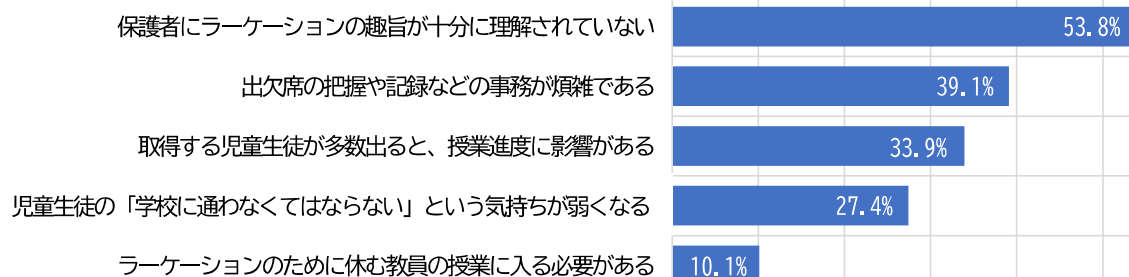 保護者にラーケーションの趣旨が十分に理解されていない 53.8%
出欠席の把握や記録などの事務が煩雑である 39.1%
取得する児童生徒が多数出ると、授業進度に影響がある 33.9%
児童生徒の「学校に通わなくてはならない」という気持ちが弱くなる 27.4%
ラーケーションのために休む教員の授業に入る必要がある 10.1%